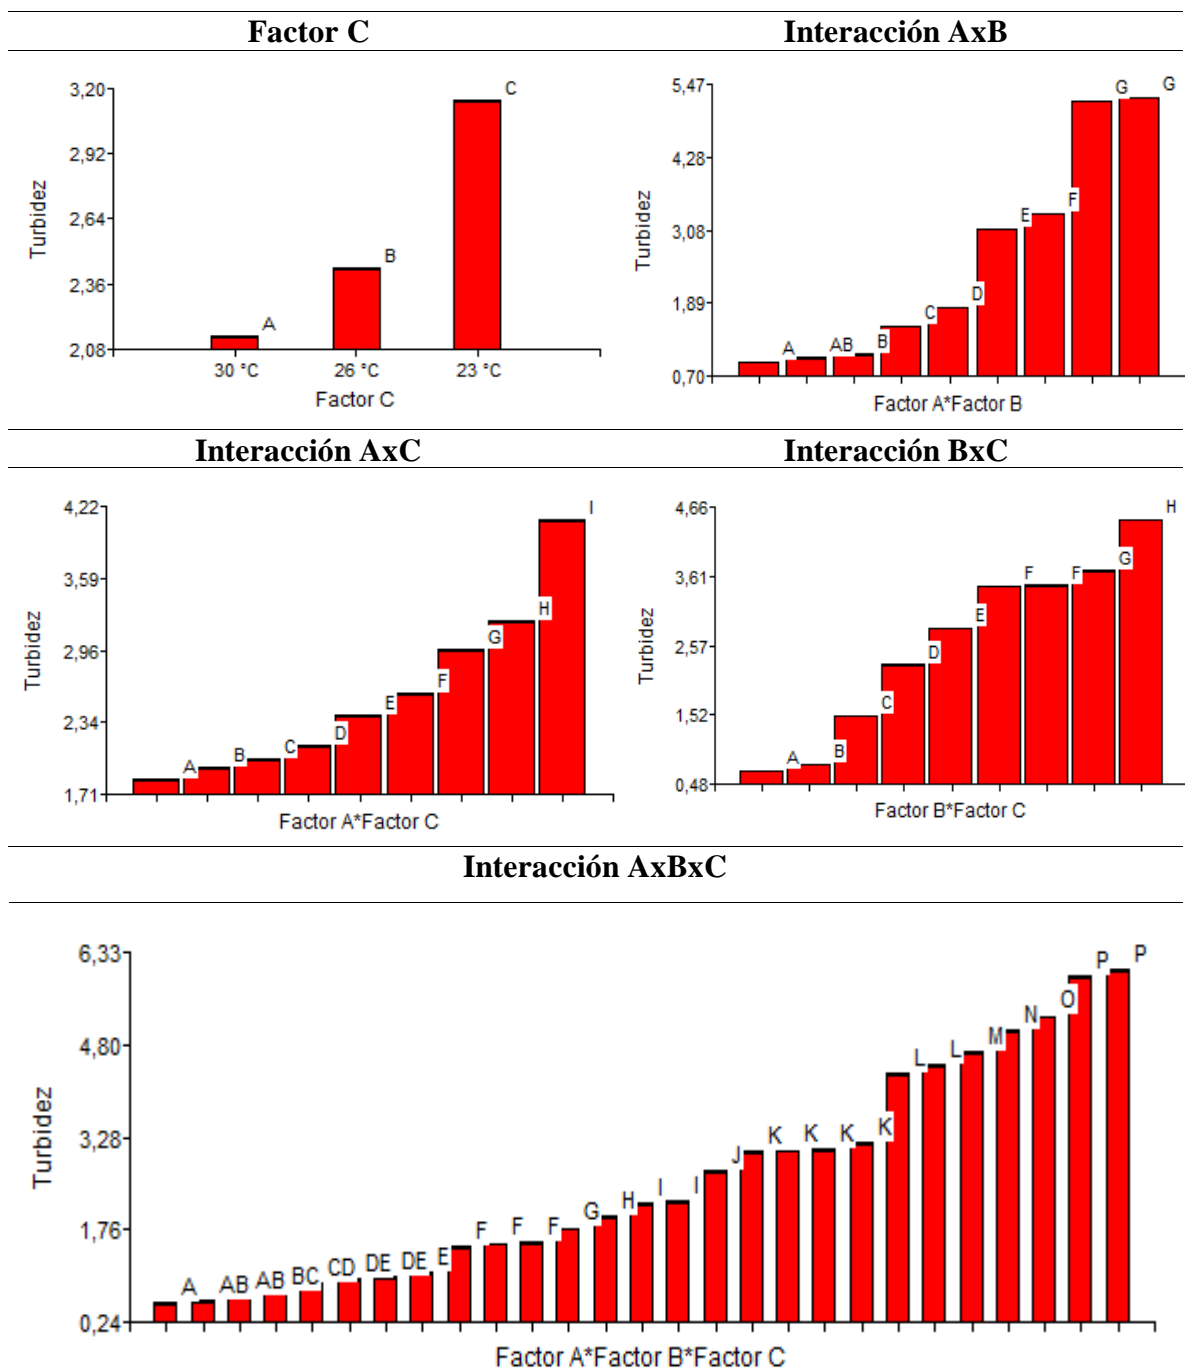 Factor C
Interacción AxB
3,20
2,92
2,64
2,36
2,08
Turbidez
A
B
C
30 °C
26 °C
23 °C
Factor C
5,47
4,28
3,08
1,89
0,70
Turbidez
A
AB
B
C
D
E
F
G
G
Factor A*Factor B
Interacción AxC
Interacción BxC
4,22
3,59
2,96
2,34
1,71
Turbidez
A
B
C
D
E
F
G
H
I
Factor A*Factor C
4,66
3,61
2,57
1,52
0,48
Turbidez
A
B
C
D
E
F
F
G
H
Factor B*Factor C
Interacción AxBxC
6,33
4,80
3,28
1,76
0,24
Turbidez
A
AB
AB
BC
CD
DE
DE
E
F
F
F
G
H
I
I
J
K
K
K
K
L
L
M
N
O
P
P
Factor A*Factor B*Factor C